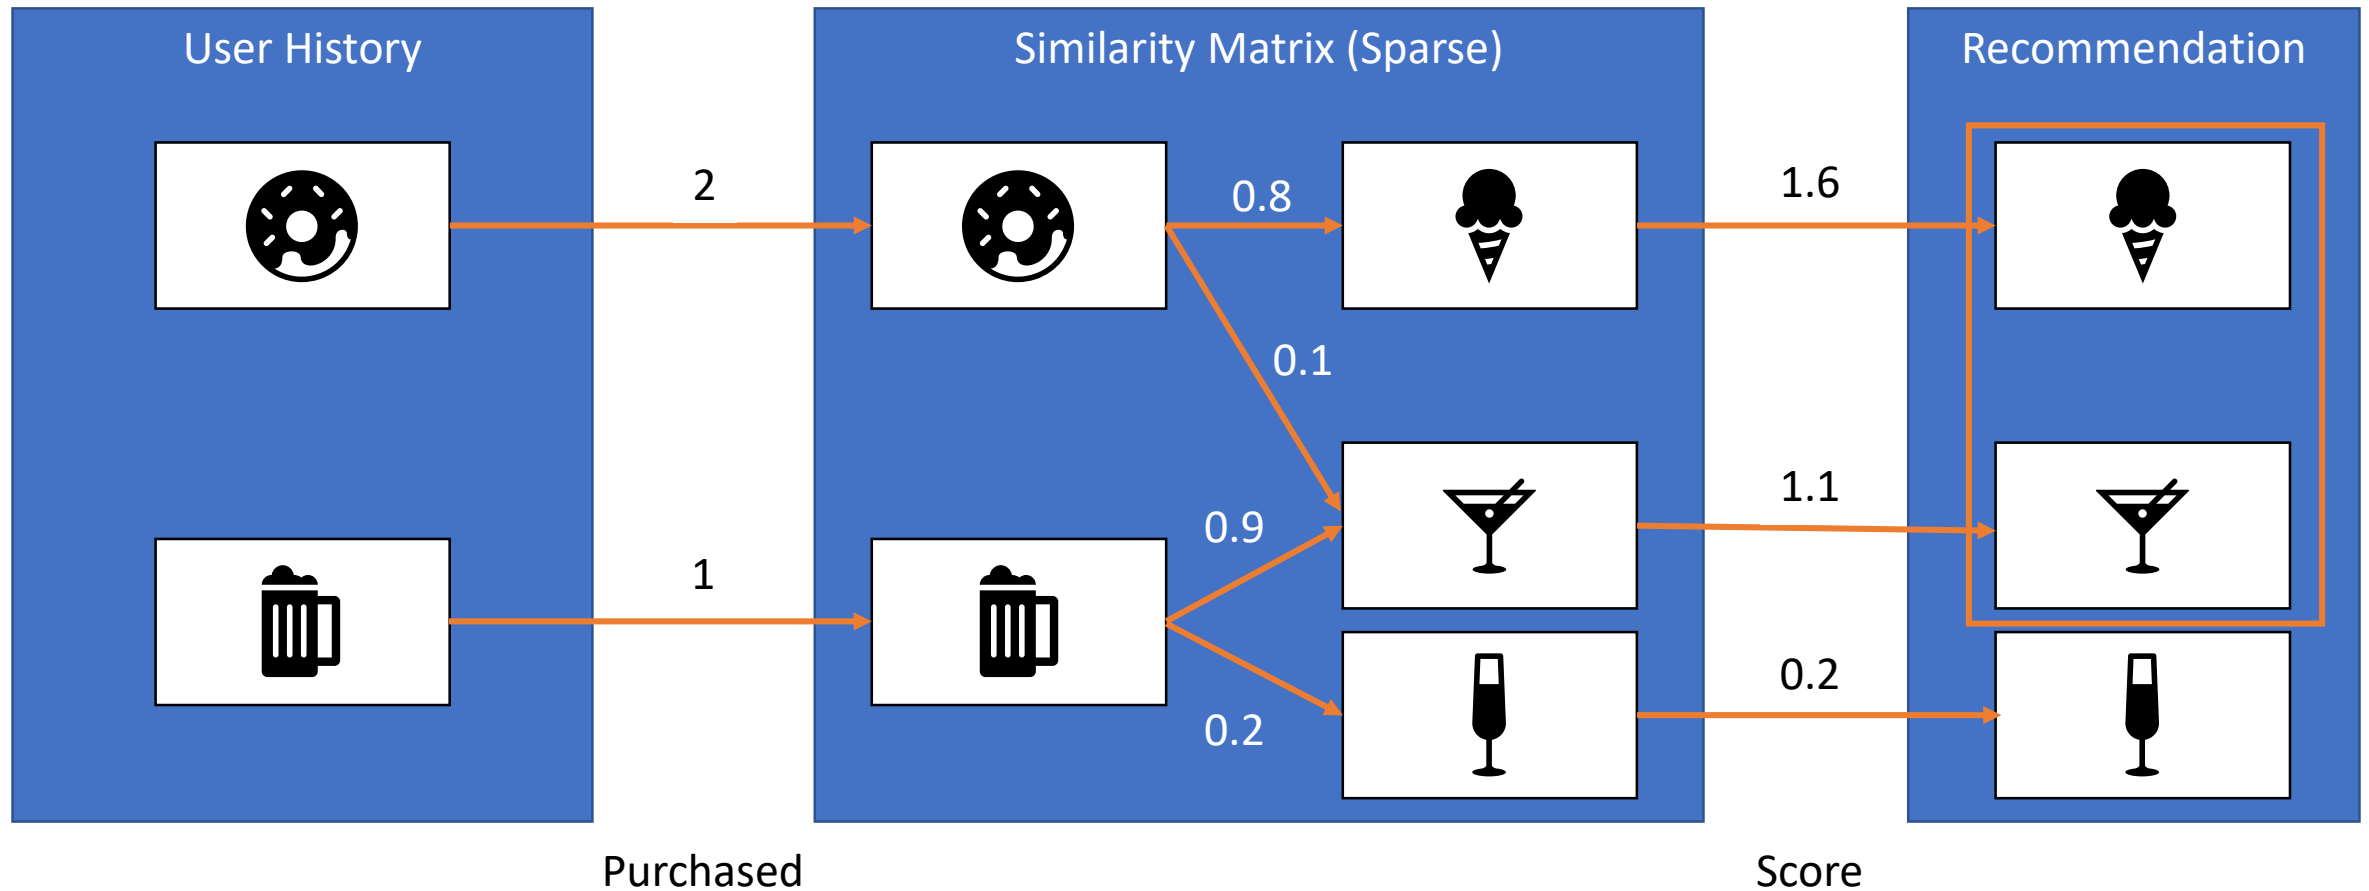 User History
Similarity Matrix (Sparse)
Recommendation
2
0.8
1.6
0.1
0.9
1.1
1
0.2
0.2
Purchased
Score